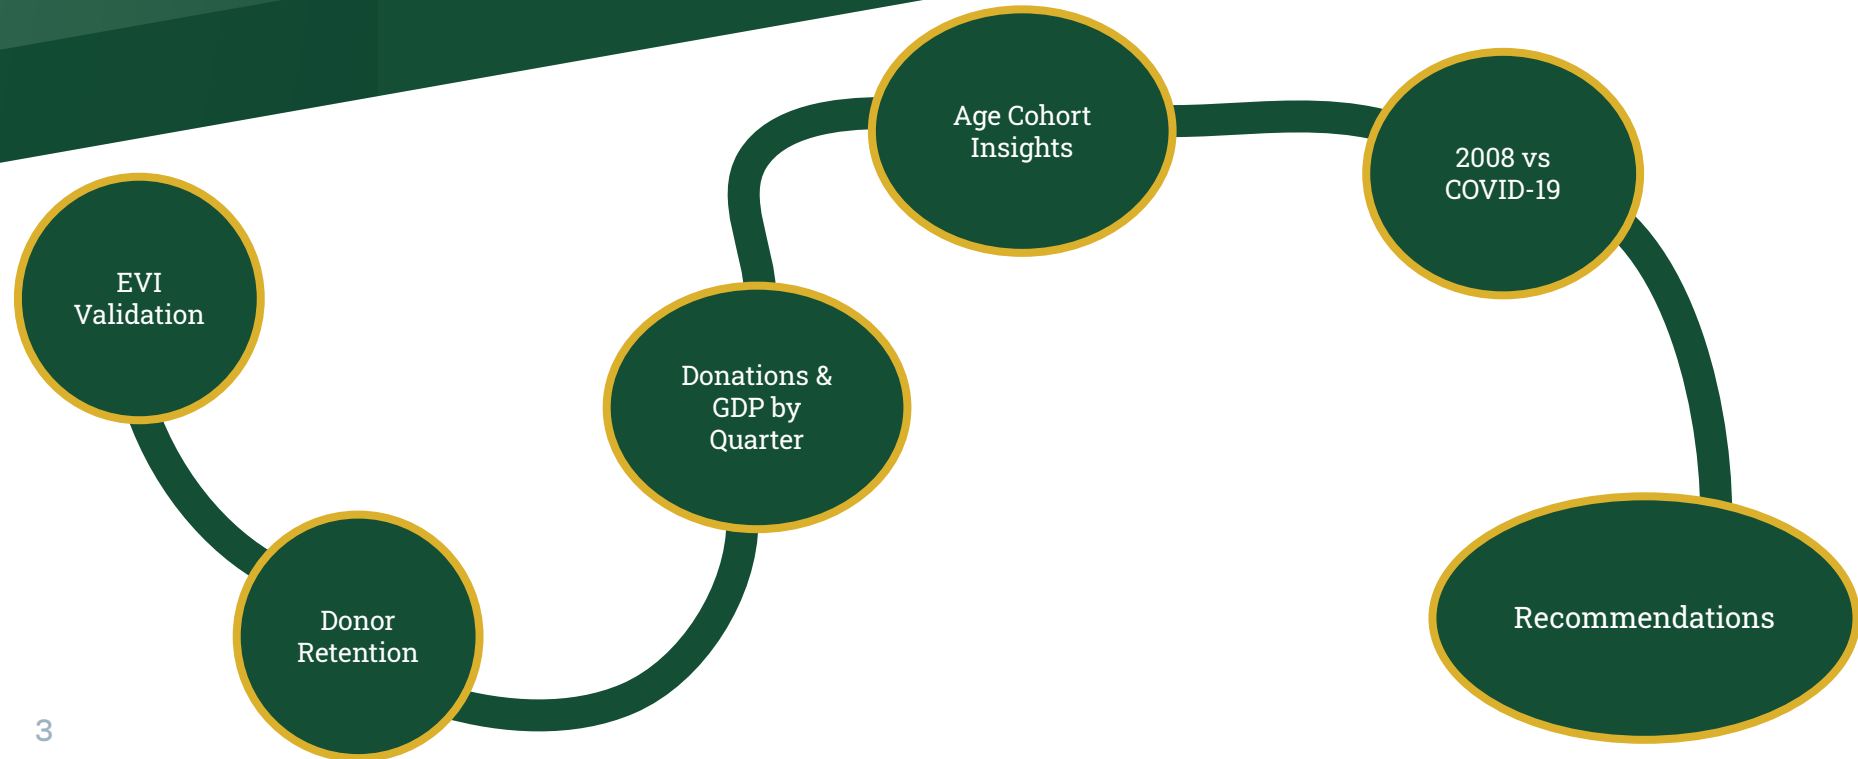 EVI
Validation
Donor
Retention
Donations &
GDP by
Quarter
Age Cohort
Insights
2008 vs
COVID-19
Recommendations
3